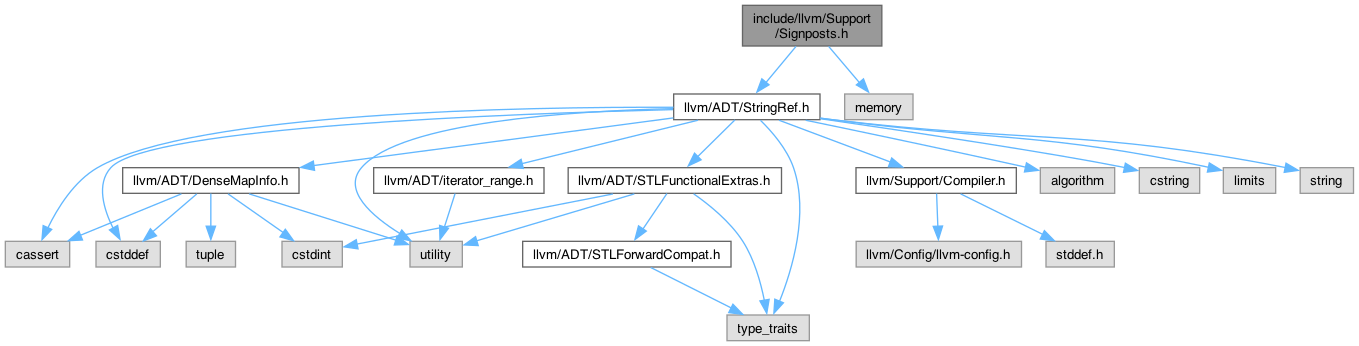 include/llvm/Support
/Signposts.h
llvm/ADT/StringRef.h
memory
llvm/ADT/DenseMapInfo.h
llvm/ADT/iterator_range.h
llvm/ADT/STLFunctionalExtras.h
llvm/Support/Compiler.h
algorithm
cstring
limits
string
cassert
cstddef
tuple
cstdint
utility
llvm/ADT/STLForwardCompat.h
llvm/Config/llvm-config.h
stddef.h
type_traits